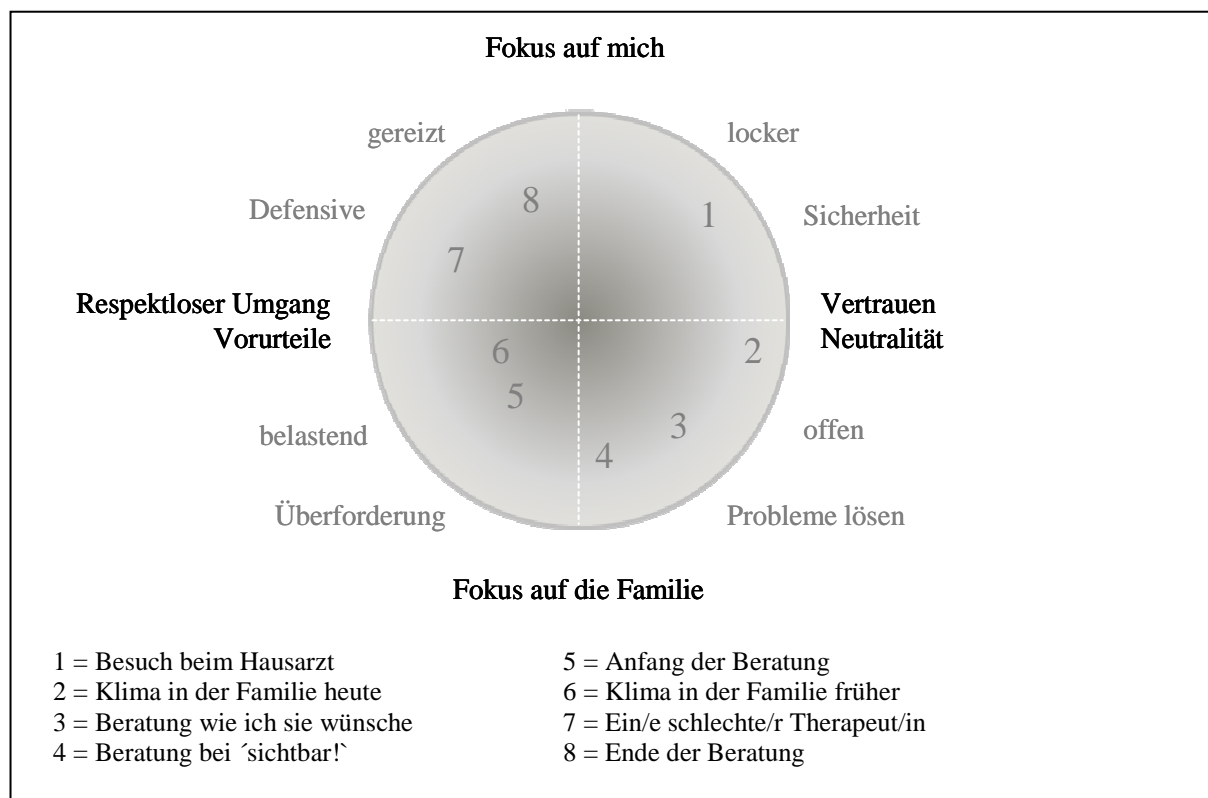 Fokus auf mich
gereizt
locker
8
1
Defensive
Sicherheit
7
Respektloser Umgang
Vorurteile
Vertrauen
Neutralität
6
2
5
3
4
belastend
offen
Überforderung
Probleme lösen
Fokus auf die Familie
1 = Besuch beim Hausarzt
2 = Klima in der Familie heute
3 = Beratung wie ich sie wünsche
4 = Beratung bei ´sichtbar!`
5 = Anfang der Beratung
6 = Klima in der Familie früher
7 = Ein/e schlechte/r Therapeut/in
8 = Ende der Beratung